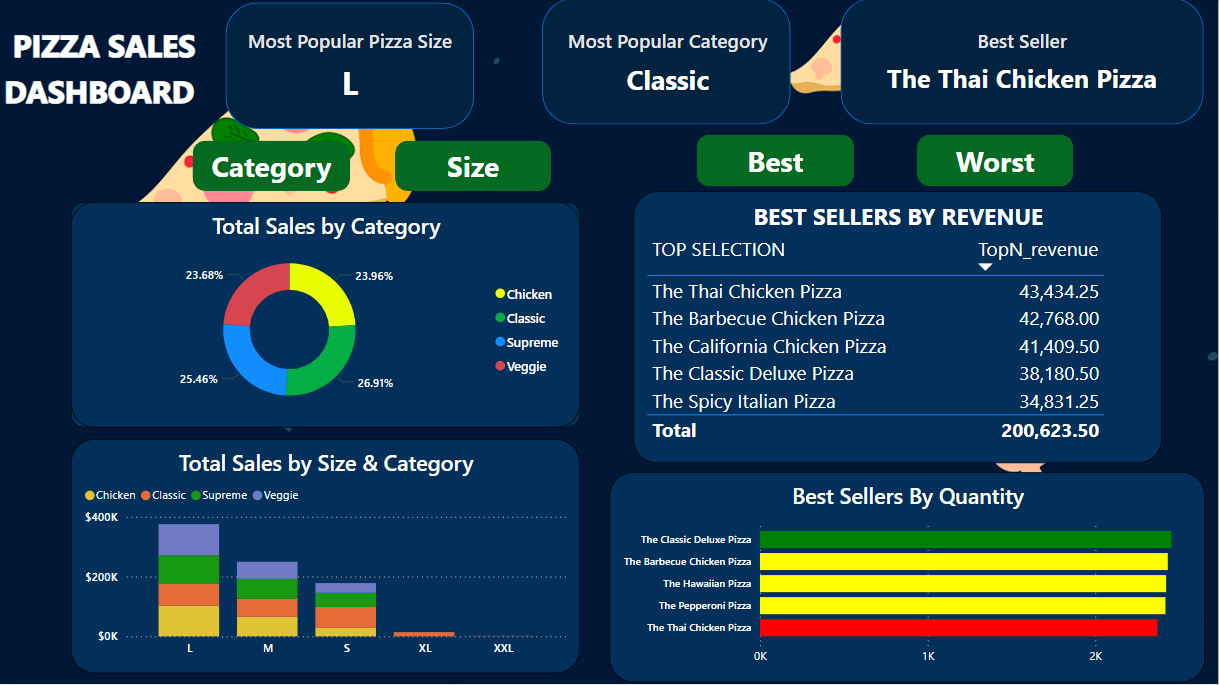 PIZZA SALES
DASHBOARD
Most Popular Pizza Size
L
Most Popular Category
Classic
Best Seller
The Thai Chicken Pizza
Category
Size
Best
Worst
Total Sales by Category
23.68%
23.96%
25.46%
26.91%
Chicken
Classic
Supreme
Veggie
BEST SELLERS BY REVENUE
TOP SELECTION TopN_revenue
The Thai Chicken Pizza 43,434.25
The Barbecue Chicken Pizza 42,768.00
The California Chicken Pizza 41,409.50
The Classic Deluxe Pizza 38,180.50
The Spicy Italian Pizza 34,831.25
Total 200,623.50
Total Sales by Size & Category
Chicken Classic Supreme Veggie
$400K
$200K
$0K
L M S XL XXL
Best Sellers By Quantity
The Classic Deluxe Pizza
The Barbecue Chicken Pizza
The Hawaiian Pizza
The Pepperoni Pizza
The Thai Chicken Pizza
0K 1K 2K